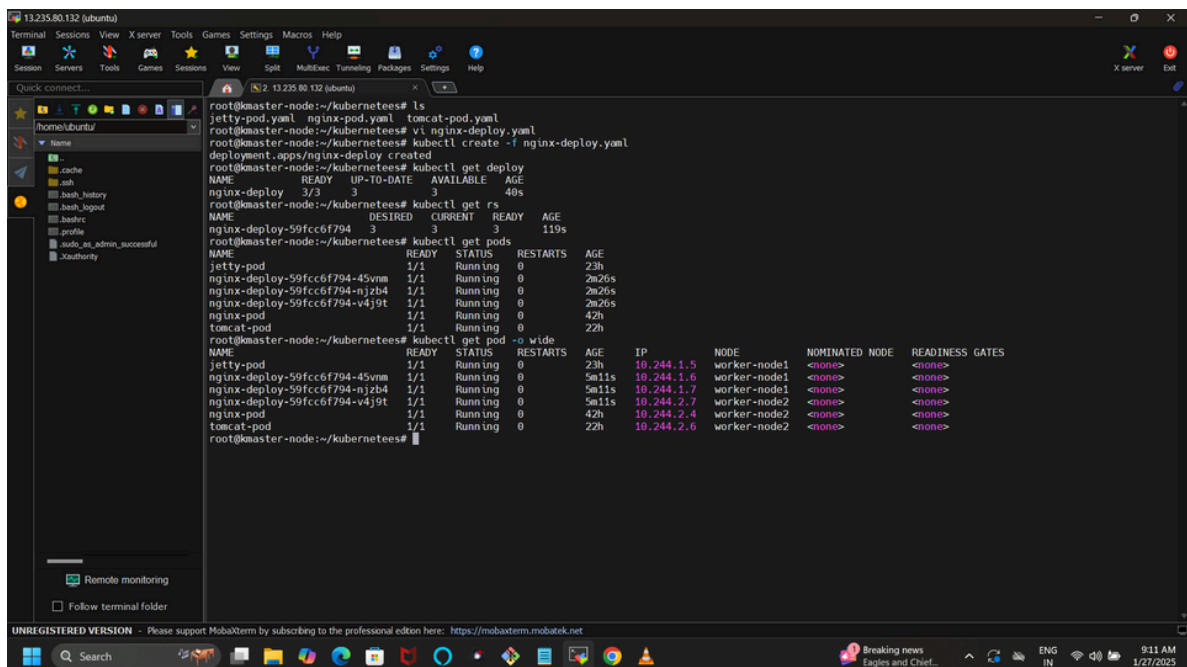 13.235.80.132 (ubuntu)
Terminal Sessions View X server Tools Games Settings Macros Help
Session Servers Tools Games Sessions View Split MultiExec Tunneling Packages Settings Help X server Exit
Quick connect...
2. 13.235.80.132 (ubuntu)
/home/ubuntu/
Name
..
.cache
.ssh
.bash_history
.bash_logout
.bashrc
.profile
.sudo_as_admin_successful
.Xauthority
root@kmaster-node:~/kubernetees# ls
jetty-pod.yaml nginx-pod.yaml tomcat-pod.yaml
root@kmaster-node:~/kubernetees# vi nginx-deploy.yaml
root@kmaster-node:~/kubernetees# kubectl create -f nginx-deploy.yaml
deployment.apps/nginx-deploy created
root@kmaster-node:~/kubernetees# kubectl get deploy
NAME READY UP-TO-DATE AVAILABLE AGE
nginx-deploy 3/3 3 3 40s
root@kmaster-node:~/kubernetees# kubectl get rs
NAME DESIRED CURRENT READY AGE
nginx-deploy-59fcc6f794 3 3 3 119s
root@kmaster-node:~/kubernetees# kubectl get pods
NAME READY STATUS RESTARTS AGE
jetty-pod 1/1 Running 0 23h
nginx-deploy-59fcc6f794-45vnm 1/1 Running 0 2m26s
nginx-deploy-59fcc6f794-njzb4 1/1 Running 0 2m26s
nginx-deploy-59fcc6f794-v4j9t 1/1 Running 0 2m26s
nginx-pod 1/1 Running 0 42h
tomcat-pod 1/1 Running 0 22h
root@kmaster-node:~/kubernetees# kubectl get pod -o wide
NAME READY STATUS RESTARTS AGE IP NODE NOMINATED NODE READINESS GATES
jetty-pod 1/1 Running 0 23h 10.244.1.5 worker-node1 <none> <none>
nginx-deploy-59fcc6f794-45vnm 1/1 Running 0 5m11s 10.244.1.6 worker-node1 <none> <none>
nginx-deploy-59fcc6f794-njzb4 1/1 Running 0 5m11s 10.244.1.7 worker-node1 <none> <none>
nginx-deploy-59fcc6f794-v4j9t 1/1 Running 0 5m11s 10.244.2.7 worker-node2 <none> <none>
nginx-pod 1/1 Running 0 42h 10.244.2.4 worker-node2 <none> <none>
tomcat-pod 1/1 Running 0 22h 10.244.2.6 worker-node2 <none> <none>
root@kmaster-node:~/kubernetees#
Remote monitoring
Follow terminal folder
UNREGISTERED VERSION - Please support MobaXterm by subscribing to the professional edition here: https://mobaxterm.mobatek.net
Search
Breaking news
Eagles and Chief...
ENG
IN
9:11 AM
1/27/2025